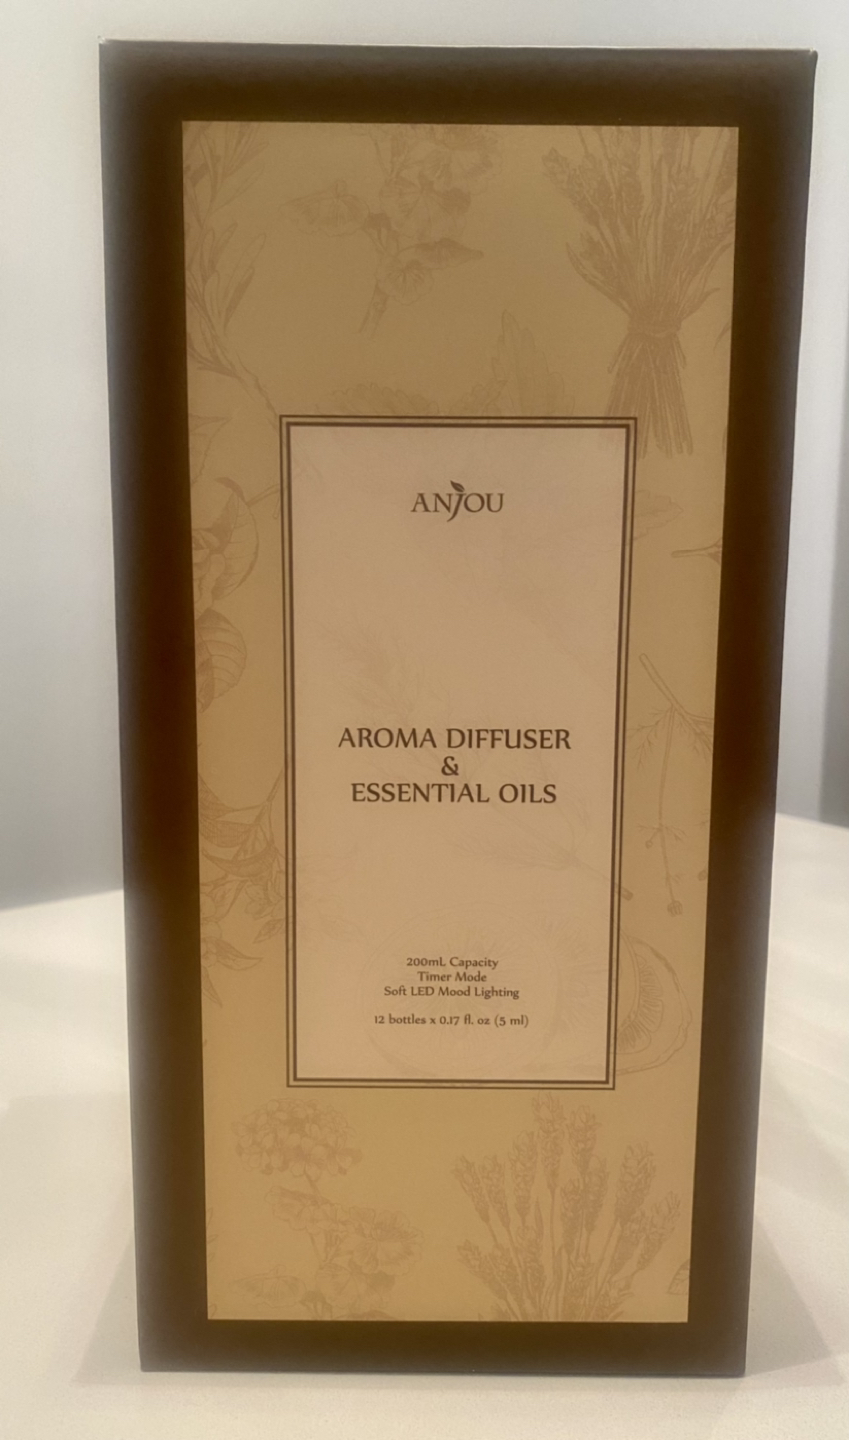 ANJOU
AROMA DIFFUSER
&
ESSENTIAL OILS
200mL Capacity
Timer Mode
Soft LED Mood Lighting
12 bottles x 0.17 fl. oz (5 ml)